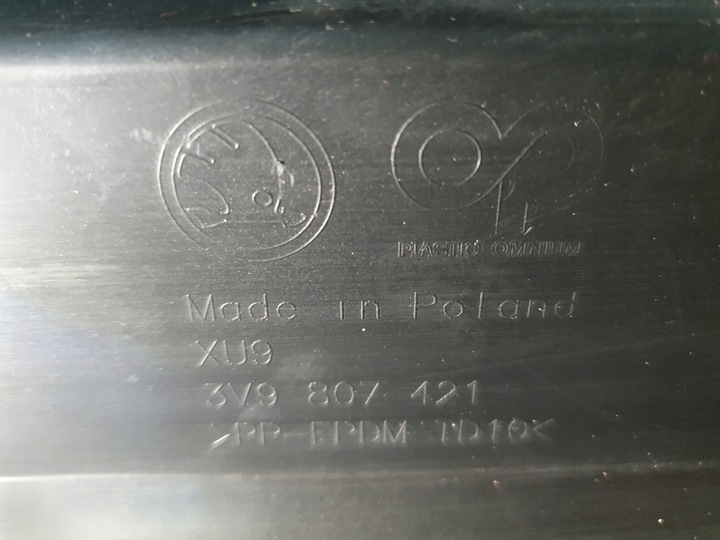 PLASTIC OMNIUM
Made in Poland
XU9
3V9 807 421
>PP-EPDM TD10<